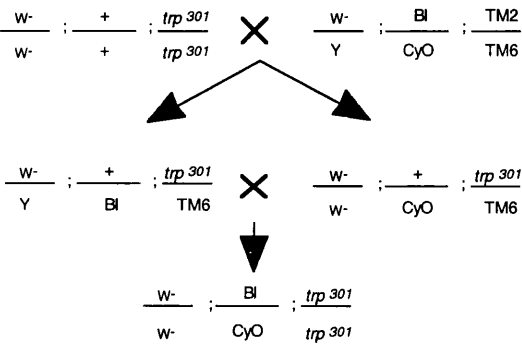 w- ; + ; trp 301 X w- ; Bl ; TM2
w- + trp 301 Y CyO TM6
w- ; + ; trp 301 X w- ; + ; trp 301
Y Bl TM6 w- CyO TM6
w- ; Bl ; trp 301
w- CyO trp 301